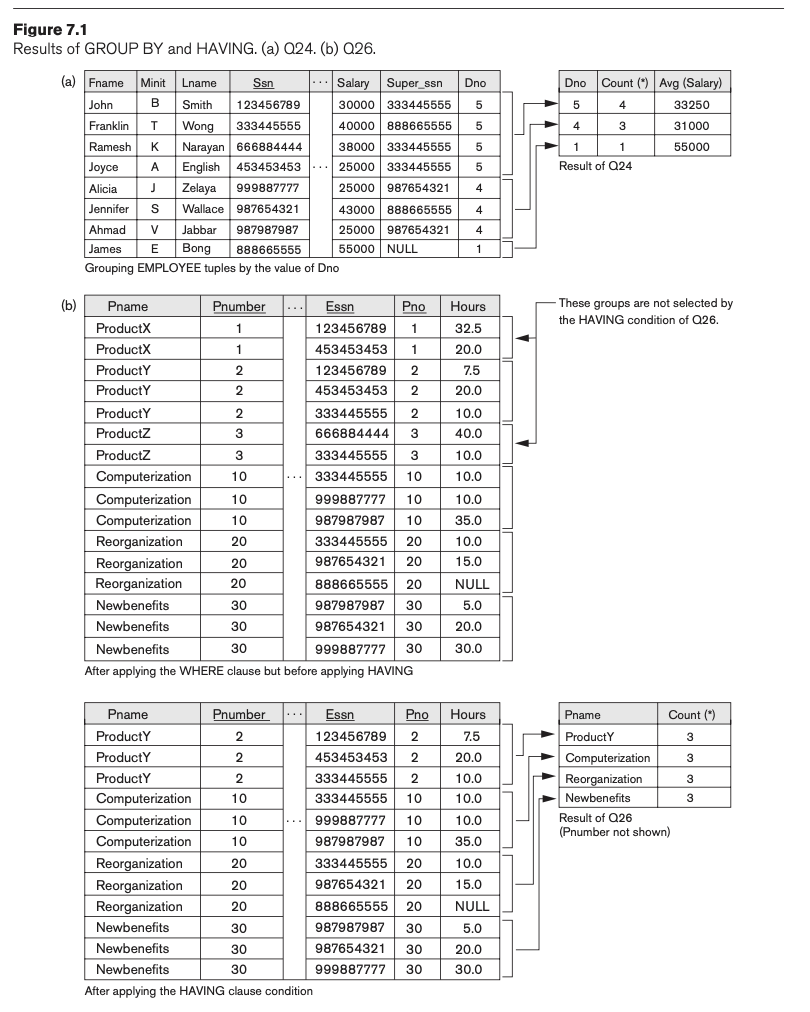 Figure 7.1
Results of GROUP BY and HAVING. (a) Q24. (b) Q26.
(a)
Fname Minit Lname Ssn ... Salary Super_ssn Dno
John B Smith 123456789 30000 333445555 5
Franklin T Wong 333445555 40000 888665555 5
Ramesh K Narayan 666884444 38000 333445555 5
Joyce A English 453453453 ... 25000 333445555 5
Alicia J Zelaya 999887777 25000 987654321 4
Jennifer S Wallace 987654321 43000 888665555 4
Ahmad V Jabbar 987987987 25000 987654321 4
James E Bong 888665555 55000 NULL 1
Grouping EMPLOYEE tuples by the value of Dno
Dno Count (*) Avg (Salary)
5 4 33250
4 3 31000
1 1 55000
Result of Q24
(b)
Pname Pnumber ... Essn Pno Hours
ProductX 1 123456789 1 32.5
ProductX 1 453453453 1 20.0
ProductY 2 123456789 2 7.5
ProductY 2 453453453 2 20.0
ProductY 2 333445555 2 10.0
ProductZ 3 666884444 3 40.0
ProductZ 3 333445555 3 10.0
Computerization 10 ... 333445555 10 10.0
Computerization 10 999887777 10 10.0
Computerization 10 987987987 10 35.0
Reorganization 20 333445555 20 10.0
Reorganization 20 987654321 20 15.0
Reorganization 20 888665555 20 NULL
Newbenefits 30 987987987 30 5.0
Newbenefits 30 987654321 30 20.0
Newbenefits 30 999887777 30 30.0
After applying the WHERE clause but before applying HAVING
These groups are not selected by
the HAVING condition of Q26.
Pname Pnumber ... Essn Pno Hours
ProductY 2 123456789 2 7.5
ProductY 2 453453453 2 20.0
ProductY 2 333445555 2 10.0
Computerization 10 333445555 10 10.0
Computerization 10 ... 999887777 10 10.0
Computerization 10 987987987 10 35.0
Reorganization 20 333445555 20 10.0
Reorganization 20 987654321 20 15.0
Reorganization 20 888665555 20 NULL
Newbenefits 30 987987987 30 5.0
Newbenefits 30 987654321 30 20.0
Newbenefits 30 999887777 30 30.0
After applying the HAVING clause condition
Pname Count (*)
ProductY 3
Computerization 3
Reorganization 3
Newbenefits 3
Result of Q26
(Pnumber not shown)